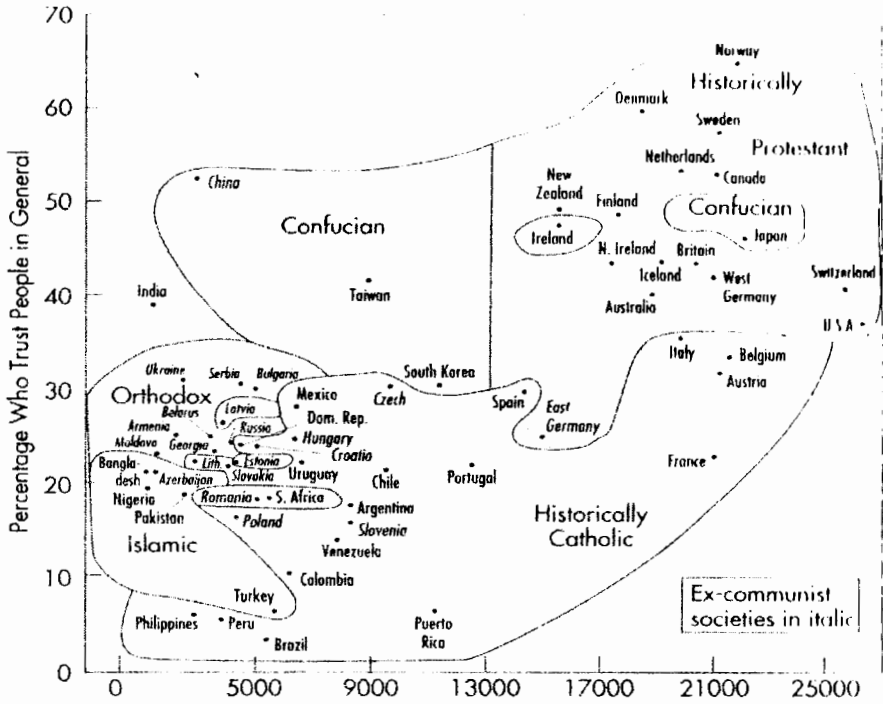 Percentage Who Trust People in General
70
60
50
40
30
20
10
0
0
5000
9000
13000
17000
21000
25000
Norway
Historically
Denmark
Sweden
Protestant
Netherlands
Canada
China
New
Zealand
Finland
Confucian
Confucian
Ireland
Japan
N. Ireland
Britain
Iceland
West
Germany
Switzerland
Taiwan
India
Australia
U S A
Italy
Belgium
Austria
Ukraine
Serbia
Bulgaria
Mexico
Czech
South Korea
Spain
East
Germany
Orthodox
Belarus
Latvia
Dom. Rep.
Armenia
Russia
Hungary
Moldova
Georgia
Croatia
Bangla-
desh
Lith.
Estonia
Azerbaijan
Slovakia
Uruguay
Chile
Portugal
France
Nigeria
Romania
S. Africa
Pakistan
Poland
Argentina
Slovenia
Historically
Catholic
Islamic
Venezuela
Colombia
Turkey
Philippines
Peru
Brazil
Puerto
Rico
Ex-communist
societies in italic